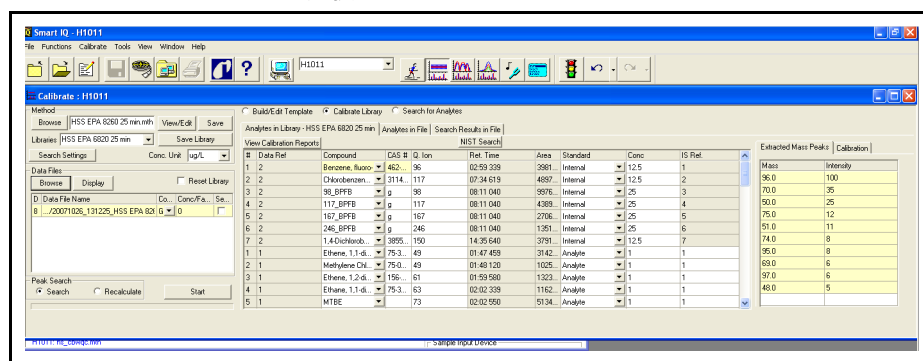 Smart IQ - H1011
File Functions Calibrate Tools View Window Help
H1011
Calibrate : H1011
Method
Browse HSS EPA 8260 25 min.mth View/Edit Save
Libraries HSS EPA 6820 25 min Save Library
Search Settings Conc. Unit ug/L
Data Files
Browse Display Reset Library
D Data File Name Co... Conc/Fa... Se...
8 .../20071026_131225_HSS EPA 826 G 0
Peak Search
Search Recalculate Start
Build/Edit Template Calibrate Library Search for Analytes
Analytes in Library - HSS EPA 6820 25 min Analytes in File Search Results in File
View Calibration Reports NIST Search
# Data Ref Compound CAS # Q. Ion Ret. Time Area Standard Conc IS Ref.
1 2 Benzene, fluoro- 462-... 96 02:59 339 3981... Internal 12.5 1
2 2 Chlorobenzen... 3114... 117 07:34 619 4897... Internal 12.5 2
3 2 98_BPFB g 98 08:11 040 9976... Internal 25 3
4 2 117_BPFB g 117 08:11 040 4389... Internal 25 4
5 2 167_BPFB g 167 08:11 040 2706... Internal 25 5
6 2 246_BPFB g 246 08:11 040 1351... Internal 25 6
7 2 1,4-Dichlorob... 3855... 150 14:35 640 3791... Internal 12.5 7
1 1 Ethene, 1,1-di... 75-3... 49 01:47 459 3142... Analyte 1 1
2 1 Methylene Chl... 75-0... 49 01:48 120 1025... Analyte 1 1
3 1 Ethene, 1,2-di... 156-... 61 01:59 580 1323... Analyte 1 1
4 1 Ethane, 1,1-di... 75-3... 63 02:02 339 1162... Analyte 1 1
5 1 MTBE 73 02:02 550 5134... Analyte 1 1
Extracted Mass Peaks Calibration
Mass Intensity
96.0 100
70.0 35
50.0 25
75.0 12
51.0 11
74.0 8
95.0 8
69.0 6
97.0 6
48.0 5
H1011: hs_cbwqc.mth
Sample Input Device